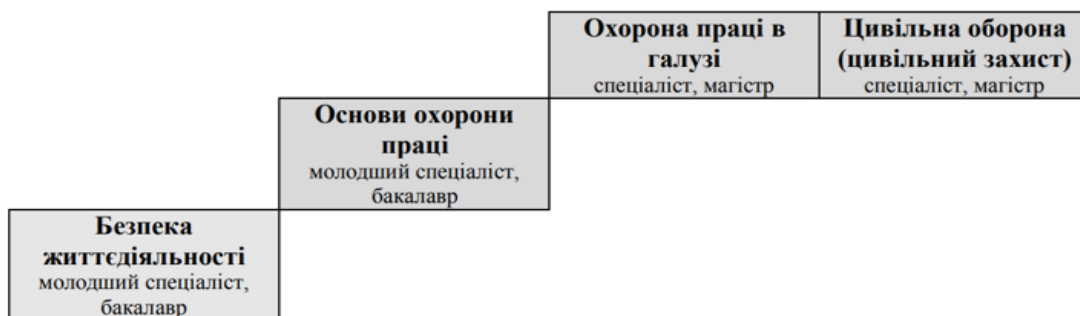 Охорона праці в
галузі
спеціаліст, магістр
Цивільна оборона
(цивільний захист)
спеціаліст, магістр
Основи охорони
праці
молодший спеціаліст,
бакалавр
Безпека
життєдіяльності
молодший спеціаліст,
бакалавр